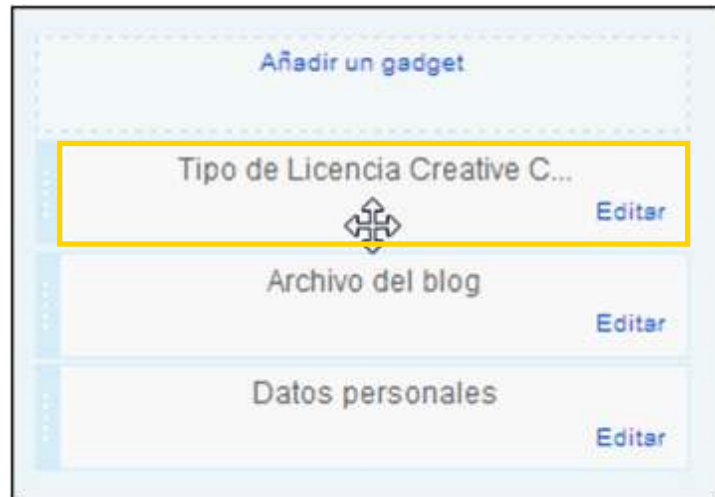 Añadir un gadget
Tipo de Licencia Creative C...
Editar
Archivo del blog
Editar
Datos personales
Editar